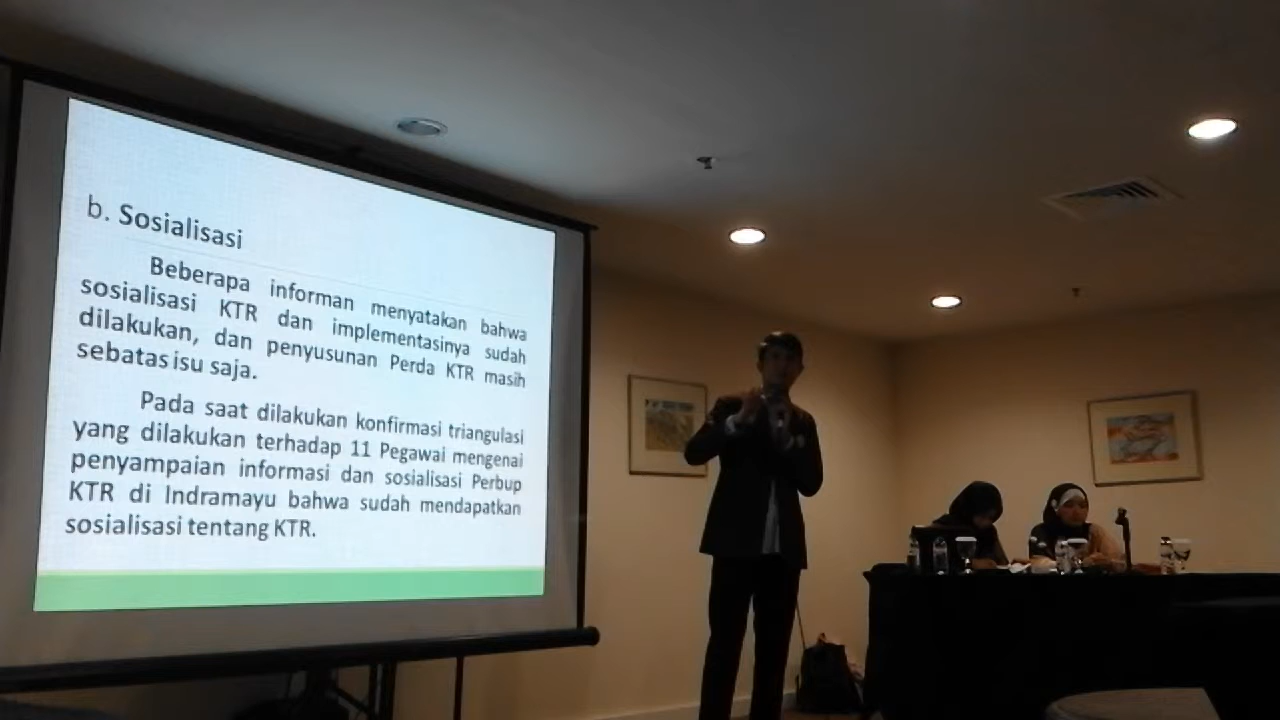 b. Sosialisasi
Beberapa informan menyatakan bahwa
sosialisasi KTR dan implementasinya sudah
dilakukan, dan penyusunan Perda KTR masih
sebatas isu saja.
Pada saat dilakukan konfirmasi triangulasi
yang dilakukan terhadap 11 Pegawai mengenai
penyampaian informasi dan sosialisasi Perbup
KTR di Indramayu bahwa sudah mendapatkan
sosialisasi tentang KTR.